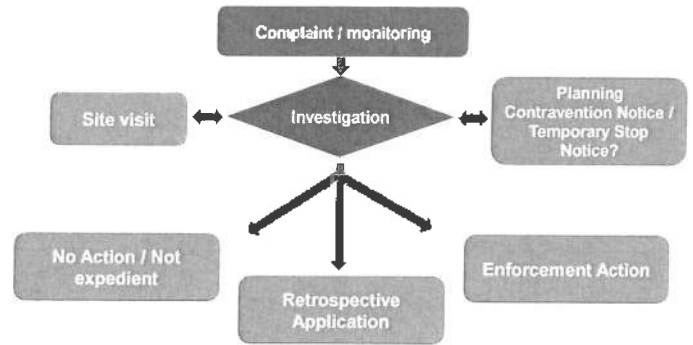 Complaint / monitoring
Site visit
Investigation
Planning
Contravention Notice /
Temporary Stop
Notice?
No Action / Not
expedient
Retrospective
Application
Enforcement Action